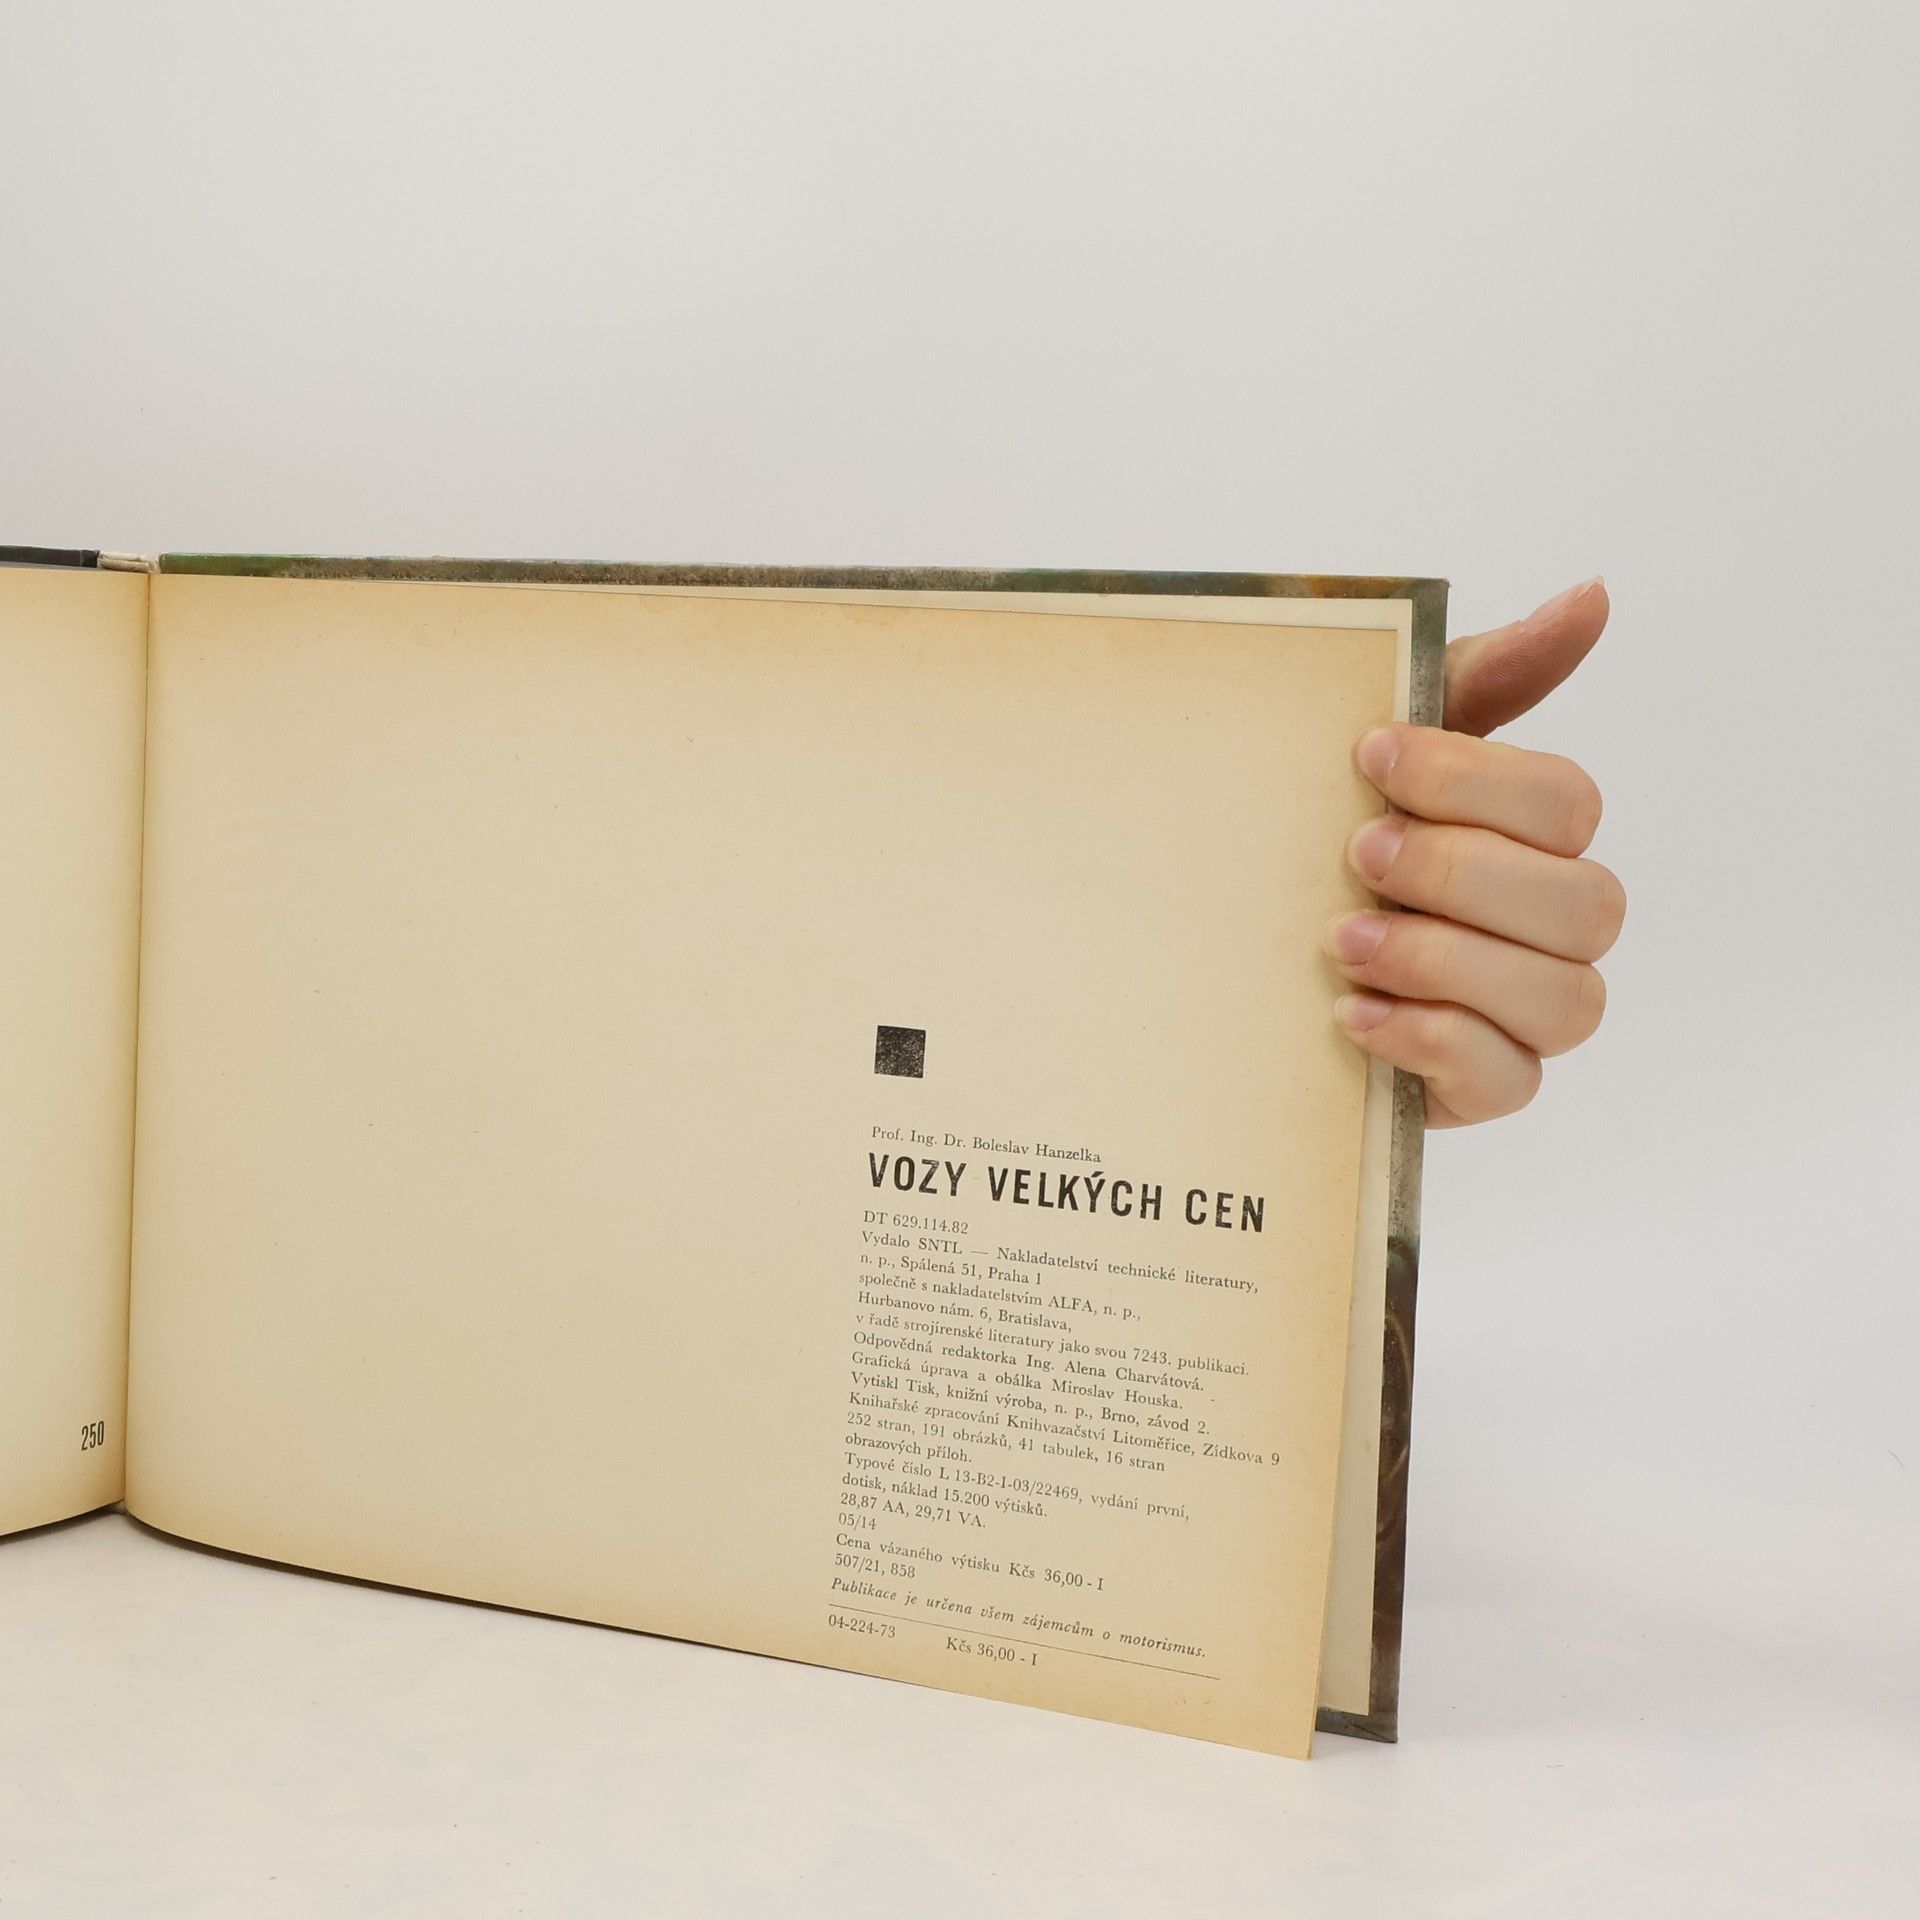 250
Prof. Ing. Dr. Boleslav Hanzelka
VOZY VELKÝCH CEN
DT 629.114.82
Vydalo SNTL — Nakladatelství technické literatury,
n. p., Spálená 51, Praha 1
společně s nakladatelstvím ALFA, n. p.,
Hurbanovo nám. 6, Bratislava,
v řadě strojírenské literatury jako svou 7243. publikaci.
Odpovědná redaktorka Ing. Alena Charvátová.
Grafická úprava a obálka Miroslav Houska.
Vytiskl Tisk, knižní výroba, n. p., Brno, závod 2.
Knihařské zpracování Knihvazačství Litoměřice, Zídkova 9
252 stran, 191 obrázků, 41 tabulek, 16 stran
obrazových příloh.
Typové číslo L 13-B2-I-03/22469, vydání první,
dotisk, náklad 15.200 výtisků.
28,87 AA, 29,71 VA.
05/14
Cena vázaného výtisku Kčs 36,00 - I
507/21, 858
Publikace je určena všem zájemcům o motorismus.
04-224-73 Kčs 36,00 - I